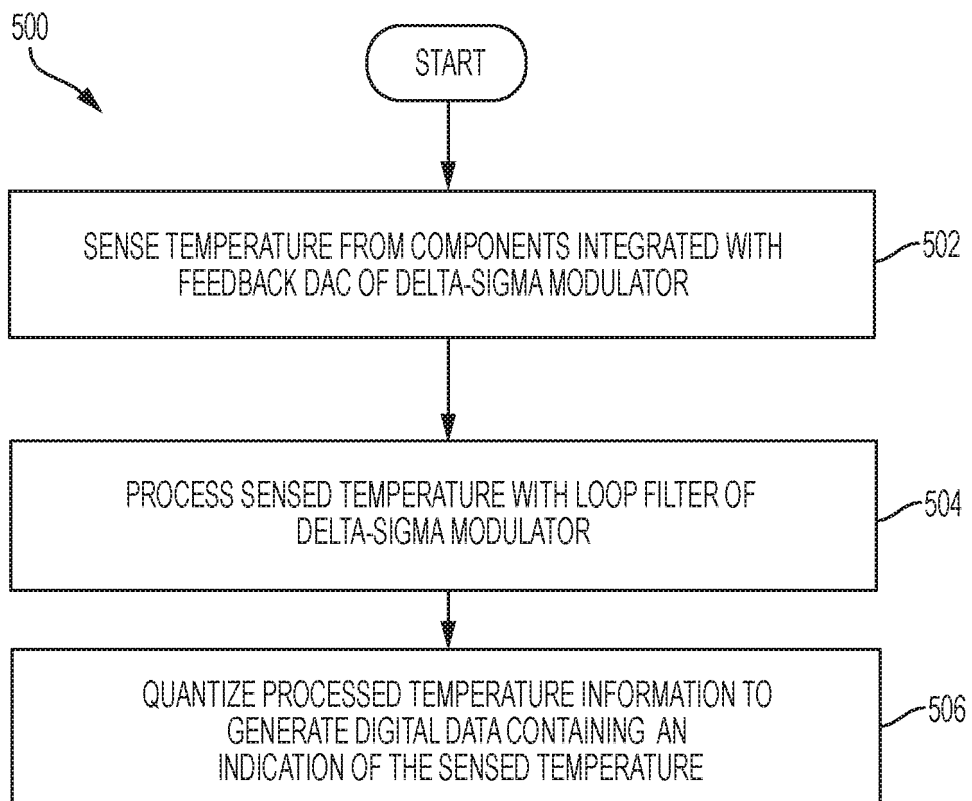 500
START
SENSE TEMPERATURE FROM COMPONENTS INTEGRATED WITH
FEEDBACK DAC OF DELTA-SIGMA MODULATOR
502
PROCESS SENSED TEMPERATURE WITH LOOP FILTER OF
DELTA-SIGMA MODULATOR
504
QUANTIZE PROCESSED TEMPERATURE INFORMATION TO
GENERATE DIGITAL DATA CONTAINING AN
INDICATION OF THE SENSED TEMPERATURE
506